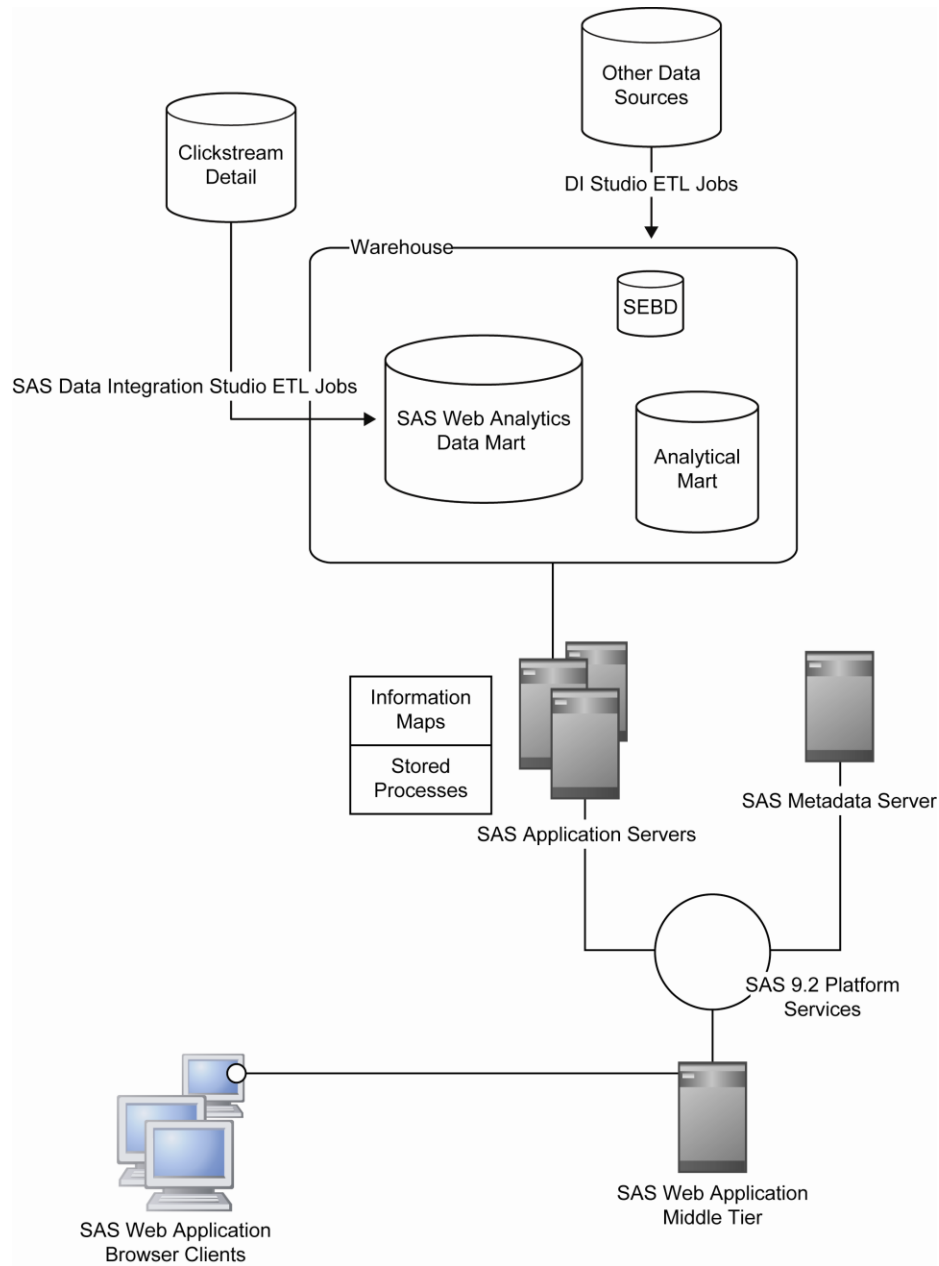 Other Data
Sources
Clickstream
Detail
DI Studio ETL Jobs
Warehouse
SEBD
SAS Data Integration Studio ETL Jobs
SAS Web Analytics
Data Mart
Analytical
Mart
Information
Maps
Stored
Processes
SAS Metadata Server
SAS Application Servers
SAS 9.2 Platform
Services
SAS Web Application
Middle Tier
SAS Web Application
Browser Clients